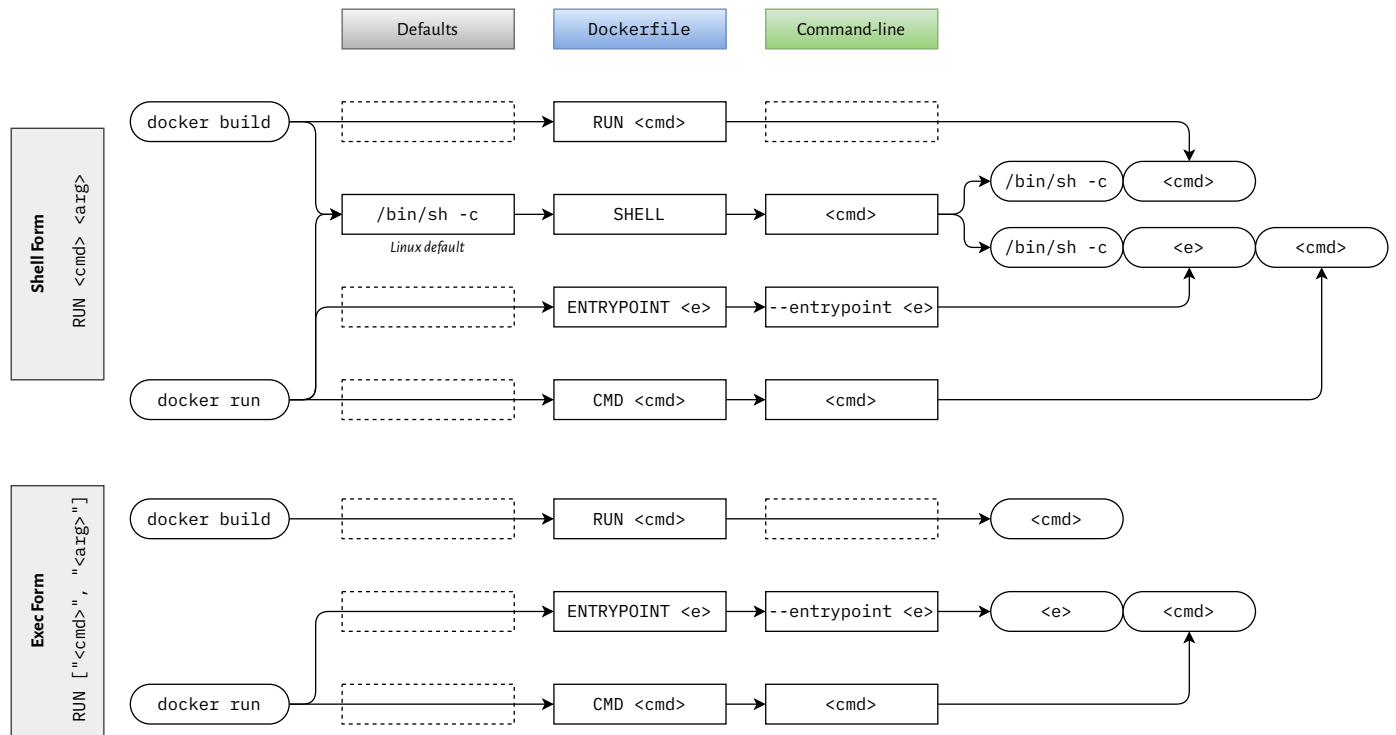 Defaults
Dockerfile
Command-line
Shell Form
RUN <cmd> <arg>
docker build
RUN <cmd>
/bin/sh -c
<cmd>
/bin/sh -c
SHELL
<cmd>
Linux default
/bin/sh -c
<e>
<cmd>
ENTRYPOINT <e>
--entrypoint <e>
docker run
CMD <cmd>
<cmd>
Exec Form
RUN ["<cmd>", "<arg>"]
docker build
RUN <cmd>
<cmd>
ENTRYPOINT <e>
--entrypoint <e>
<e>
<cmd>
docker run
CMD <cmd>
<cmd>